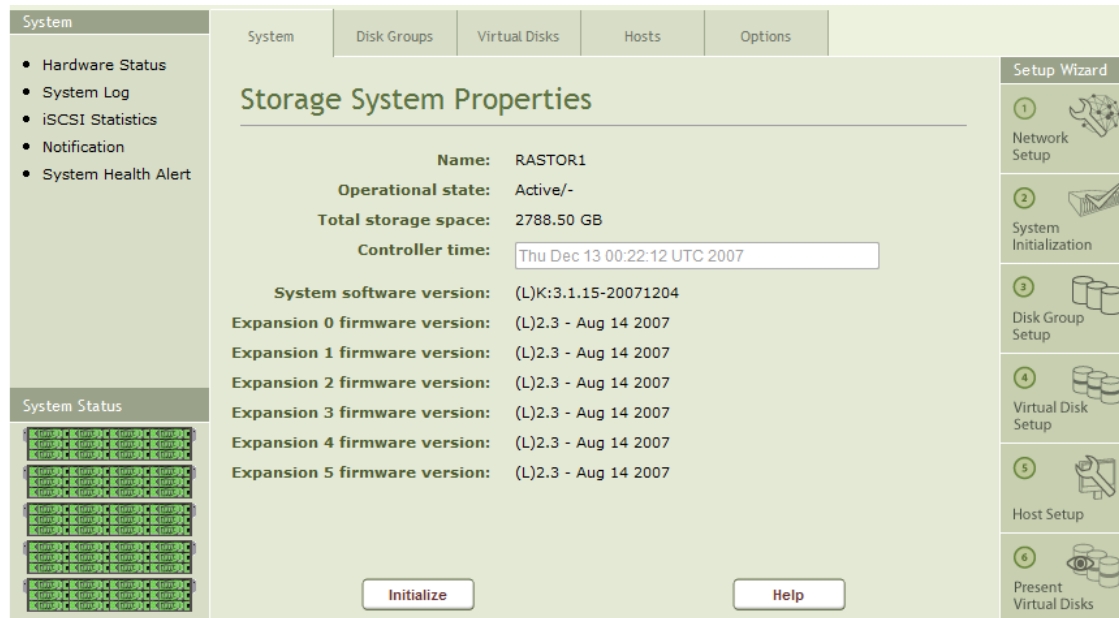 System
Hardware Status
System Log
iSCSI Statistics
Notification
System Health Alert
System Status
System
Disk Groups
Virtual Disks
Hosts
Options
Storage System Properties
Name: RASTOR1
Operational state: Active/-
Total storage space: 2788.50 GB
Controller time: Thu Dec 13 00:22:12 UTC 2007
System software version: (L)K:3.1.15-20071204
Expansion 0 firmware version: (L)2.3 - Aug 14 2007
Expansion 1 firmware version: (L)2.3 - Aug 14 2007
Expansion 2 firmware version: (L)2.3 - Aug 14 2007
Expansion 3 firmware version: (L)2.3 - Aug 14 2007
Expansion 4 firmware version: (L)2.3 - Aug 14 2007
Expansion 5 firmware version: (L)2.3 - Aug 14 2007
Initialize
Help
Setup Wizard
1
Network
Setup
2
System
Initialization
3
Disk Group
Setup
4
Virtual Disk
Setup
5
Host Setup
6
Present
Virtual Disks